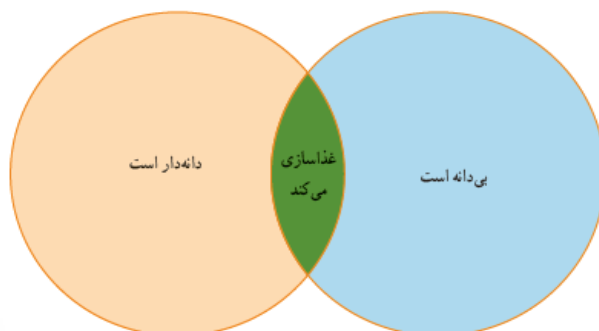 دانه‌دار است
غذاسازی
می‌کند
بی‌دانه است